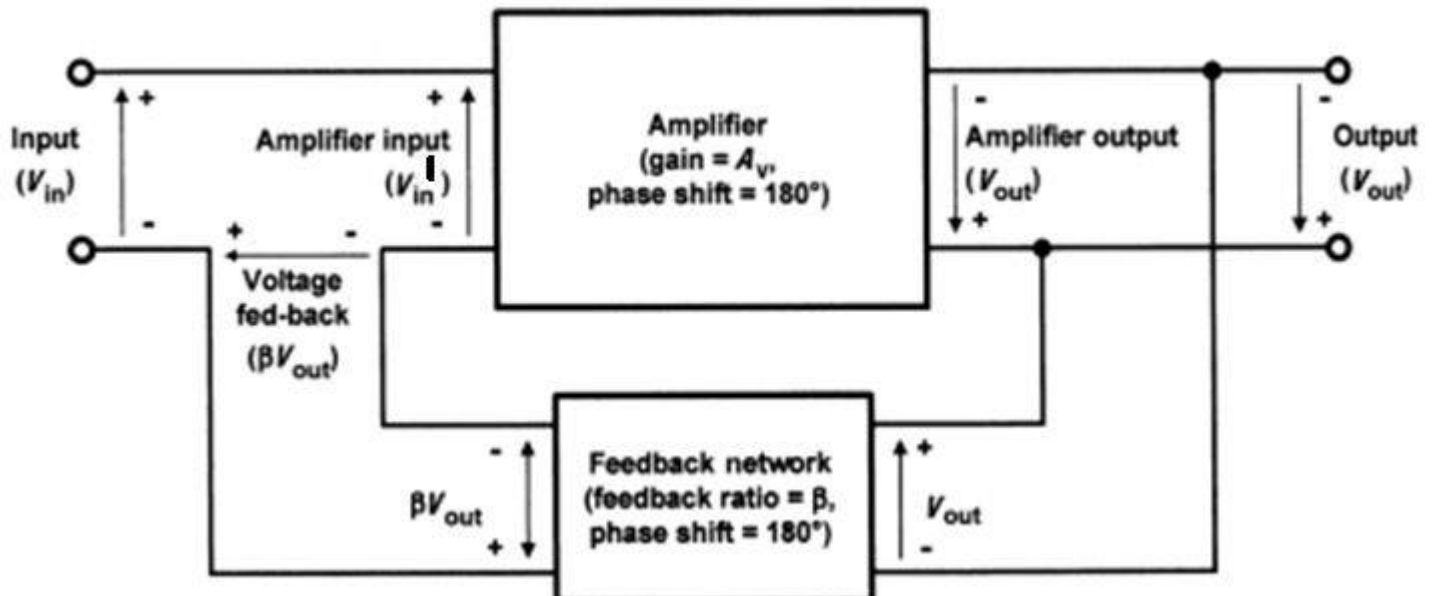 Input
(Vin)
+
-
Amplifier input
(Vin')
+
-
+ -
Voltage
fed-back
(βVout)
Amplifier
(gain = Av,
phase shift = 180°)
-
Amplifier output
(Vout)
+
-
Output
(Vout)
+
-
βVout
+
Feedback network
(feedback ratio = β,
phase shift = 180°)
+
Vout
-